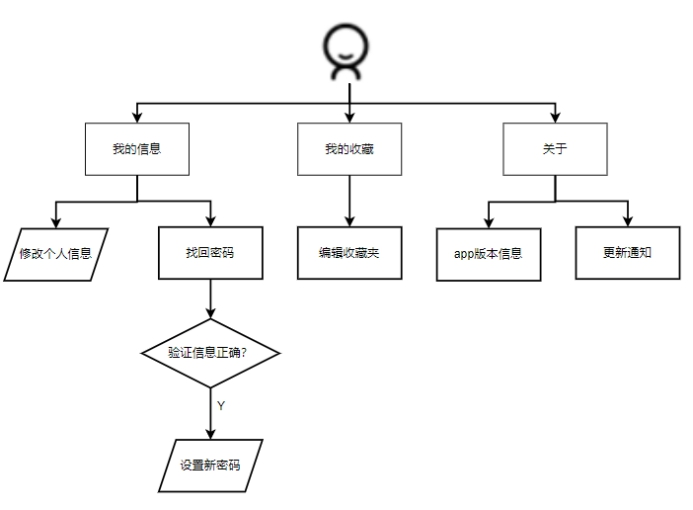 我的信息
我的收藏
关于
修改个人信息
找回密码
编辑收藏夹
app版本信息
更新通知
验证信息正确?
Y
设置新密码